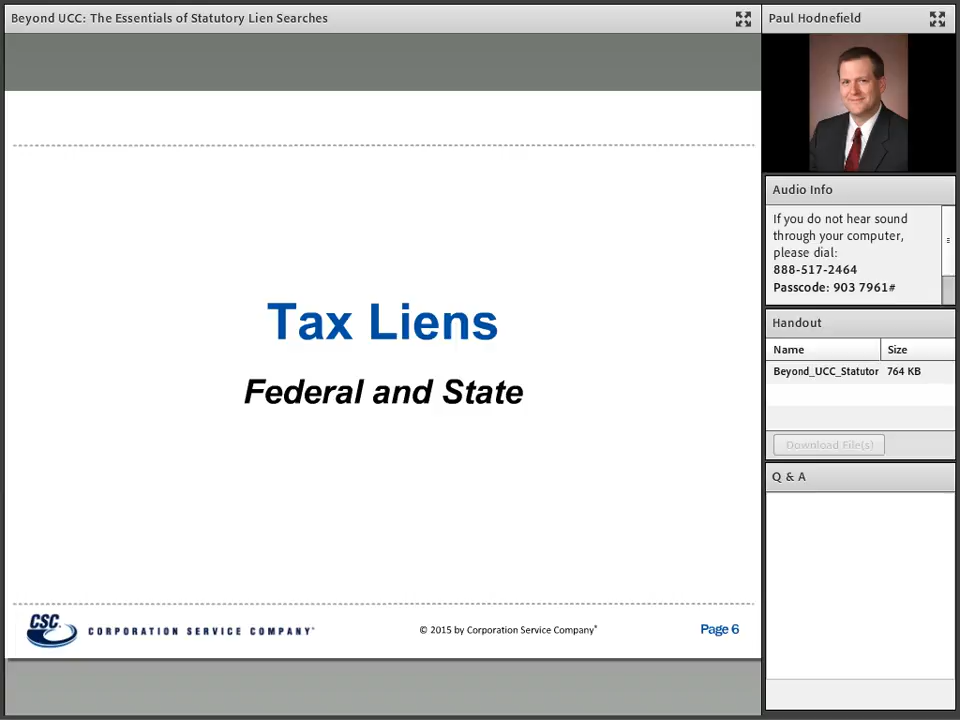 Beyond UCC: The Essentials of Statutory Lien Searches
Tax Liens
Federal and State
CSC.
CORPORATION SERVICE COMPANY®
© 2015 by Corporation Service Company®
Page 6
Paul Hodnefield
Audio Info
If you do not hear sound
through your computer,
please dial:
888-517-2464
Passcode: 903 7961#
Handout
Name Size
Beyond_UCC_Statutor 764 KB
Download File(s)
Q & A